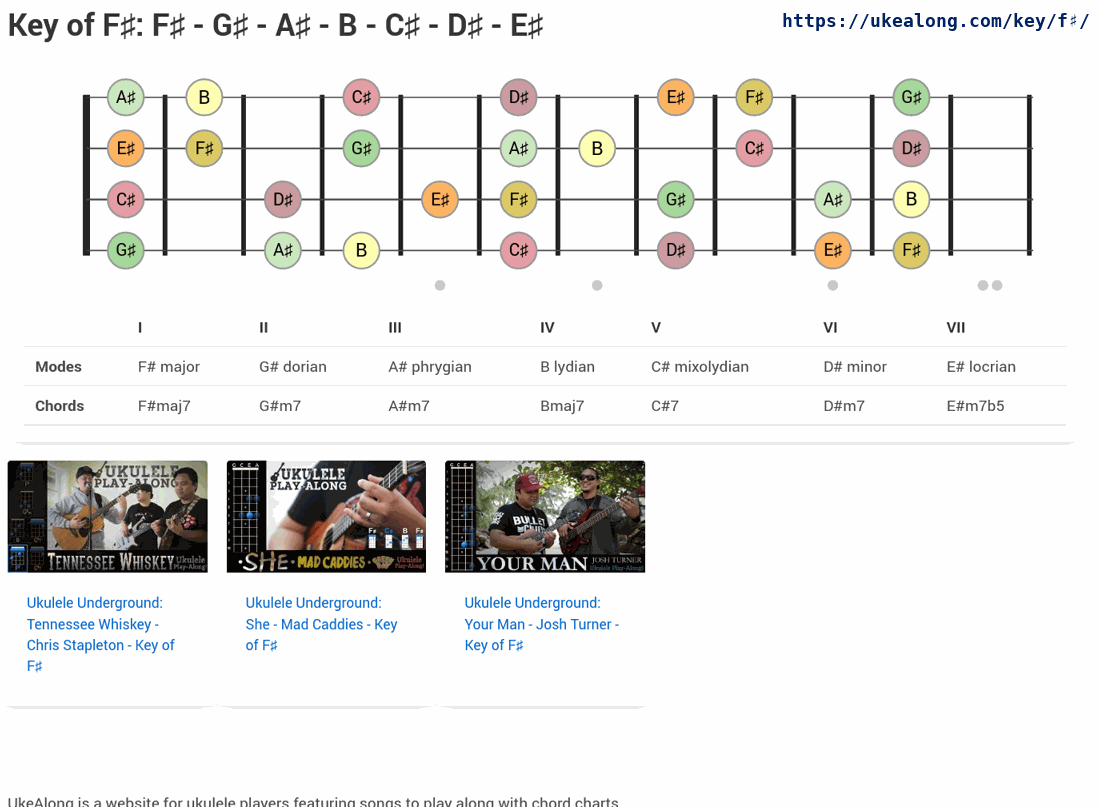 Key of F♯: F♯ - G♯ - A♯ - B - C♯ - D♯ - E♯
https://ukealong.com/key/f♯/
A♯ B C♯ D♯ E♯ F♯ G♯
E♯ F♯ G♯ A♯ B C♯ D♯
C♯ D♯ E♯ F♯ G♯ A♯ B
G♯ A♯ B C♯ D♯ E♯ F♯
I II III IV V VI VII
Modes F# major G# dorian A# phrygian B lydian C# mixolydian D# minor E# locrian
Chords F#maj7 G#m7 A#m7 Bmaj7 C#7 D#m7 E#m7b5
UKULELE
PLAY-ALONG
TENNESSEE WHISKEY Ukulele
Play-Along!
G C E A
UKULELE
PLAY-ALONG
F# C# B F#
·SHE· MAD CADDIES· Ukulele
Play-Along!
G C E A
BULLET
YOUR MAN JOSH TURNER
Ukulele Play-Along!
Ukulele Underground:
Tennessee Whiskey -
Chris Stapleton - Key of
F♯
Ukulele Underground:
She - Mad Caddies - Key
of F♯
Ukulele Underground:
Your Man - Josh Turner -
Key of F♯
UkeAlong is a website for ukulele players featuring songs to play along with chord charts